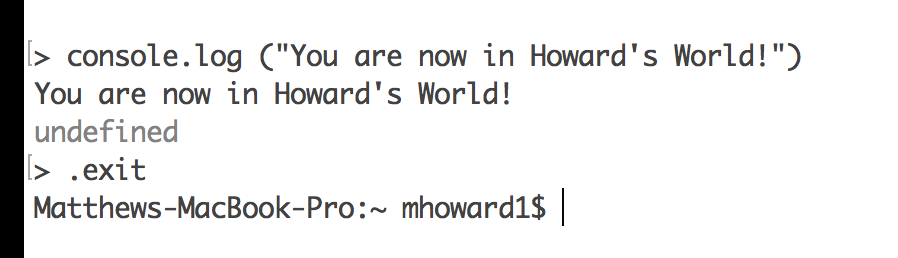 [> console.log ("You are now in Howard's World!")
You are now in Howard's World!
undefined
[> .exit
Matthews-MacBook-Pro:~ mhoward1$